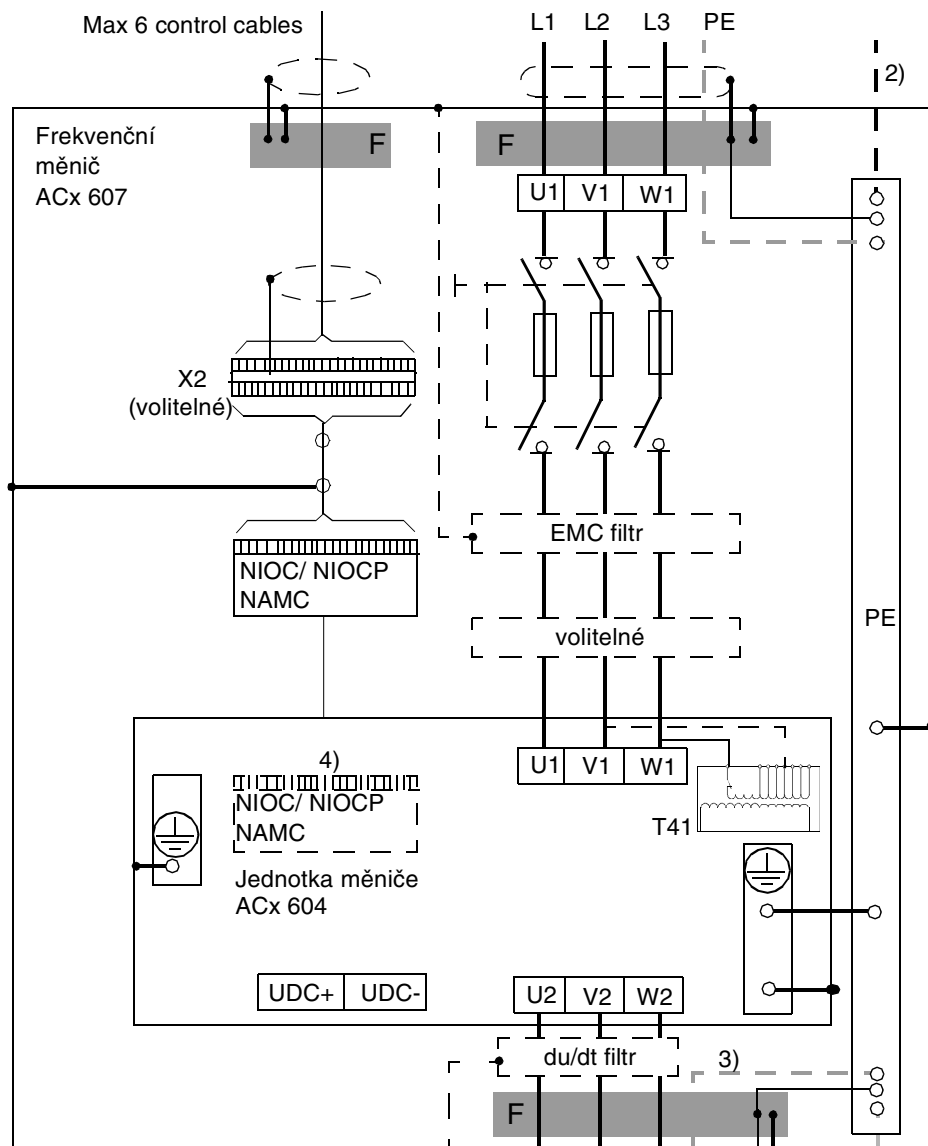 Max 6 control cables
L1 L2 L3 PE
2)
Frekvenční
měnič
ACx 607
F
F
U1 V1 W1
X2
(volitelné)
EMC filtr
NIOC/ NIOCP
NAMC
volitelné
PE
4)
U1 V1 W1
NIOC/ NIOCP
NAMC
T41
Jednotka měniče
ACx 604
UDC+ UDC-
U2 V2 W2
du/dt filtr
3)
F